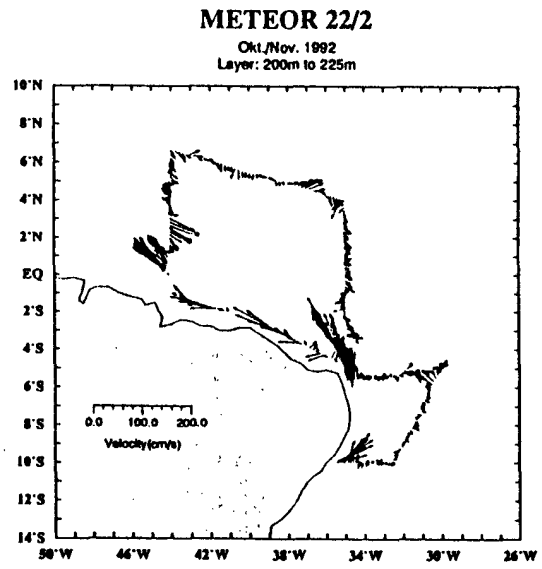 METEOR 22/2
Okt./Nov. 1992
Layer: 200m to 225m
10°N
8°N
6°N
4°N
2°N
EQ
2°S
4°S
6°S
8°S
10°S
12°S
14°S
0.0 100.0 200.0
Velocity(cm/s)
50°W 46°W 42°W 38°W 34°W 30°W 26°W